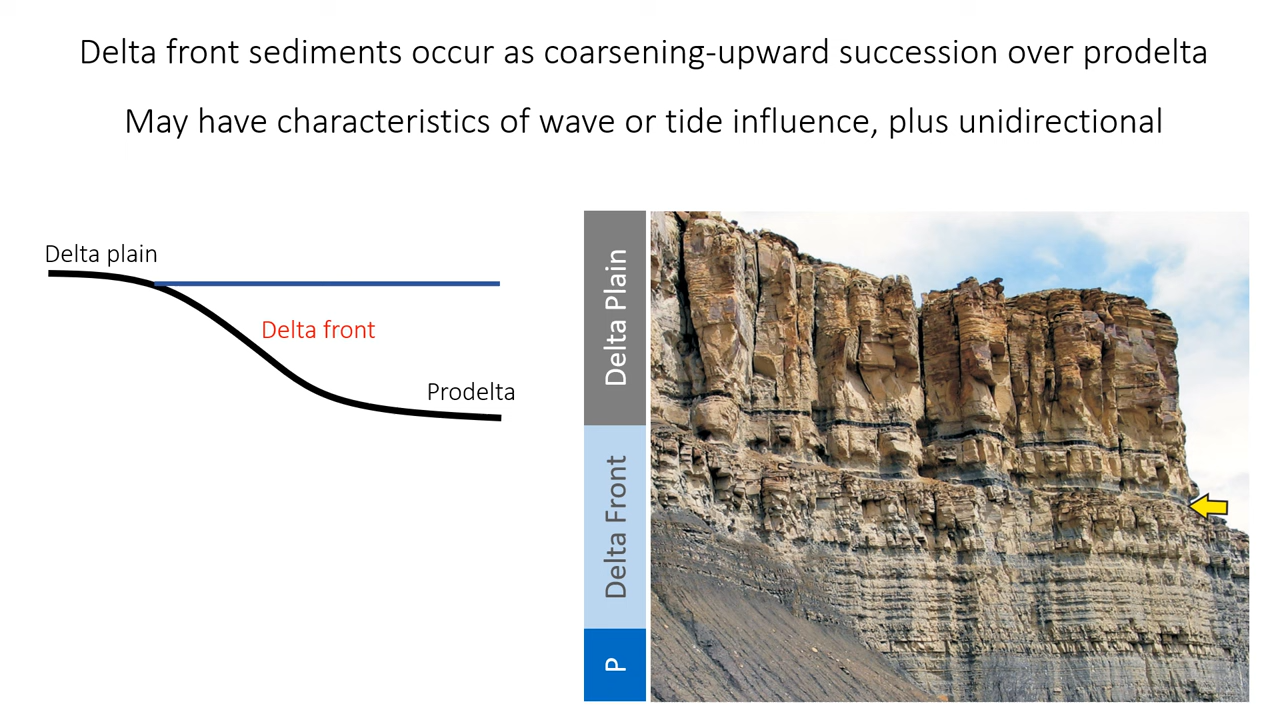 Delta front sediments occur as coarsening-upward succession over prodelta
May have characteristics of wave or tide influence, plus unidirectional
Delta plain
Delta front
Prodelta
Delta Plain
Delta Front
P